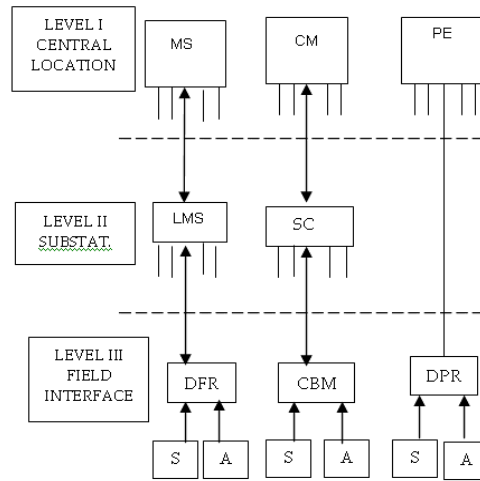 LEVEL I
CENTRAL
LOCATION
MS
CM
PE
LEVEL II
SUBSTAT.
LMS
SC
LEVEL III
FIELD
INTERFACE
DFR
CBM
DPR
S
A
S
A
S
A